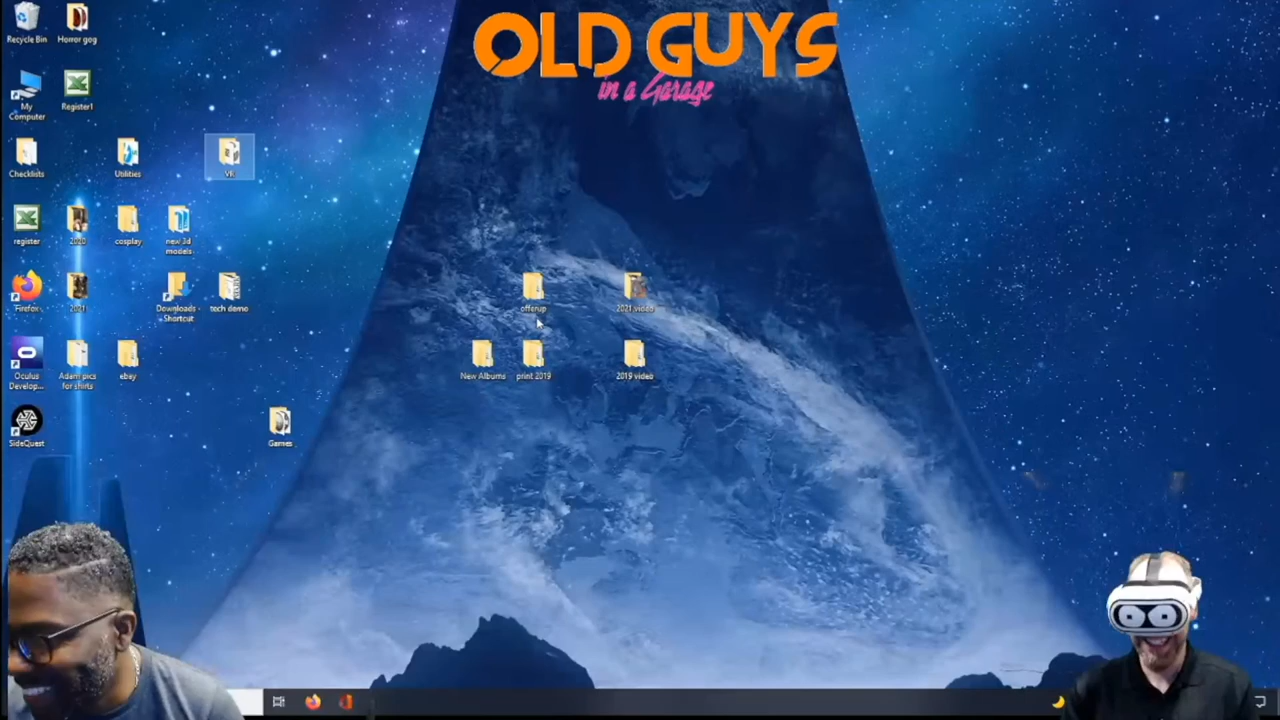 OLD GUYS
in a Garage
Recycle Bin
Horror gog
My
Computer
Register1
Checklists
Utilities
VR
register
2020
cosplay
new 3d
models
Firefox
2021
Downloads -
Shortcut
tech demo
offerup
2021 video
Oculus
Develop...
Adam pics
for shirts
ebay
New Albums
print 2019
2019 video
SideQuest
Games